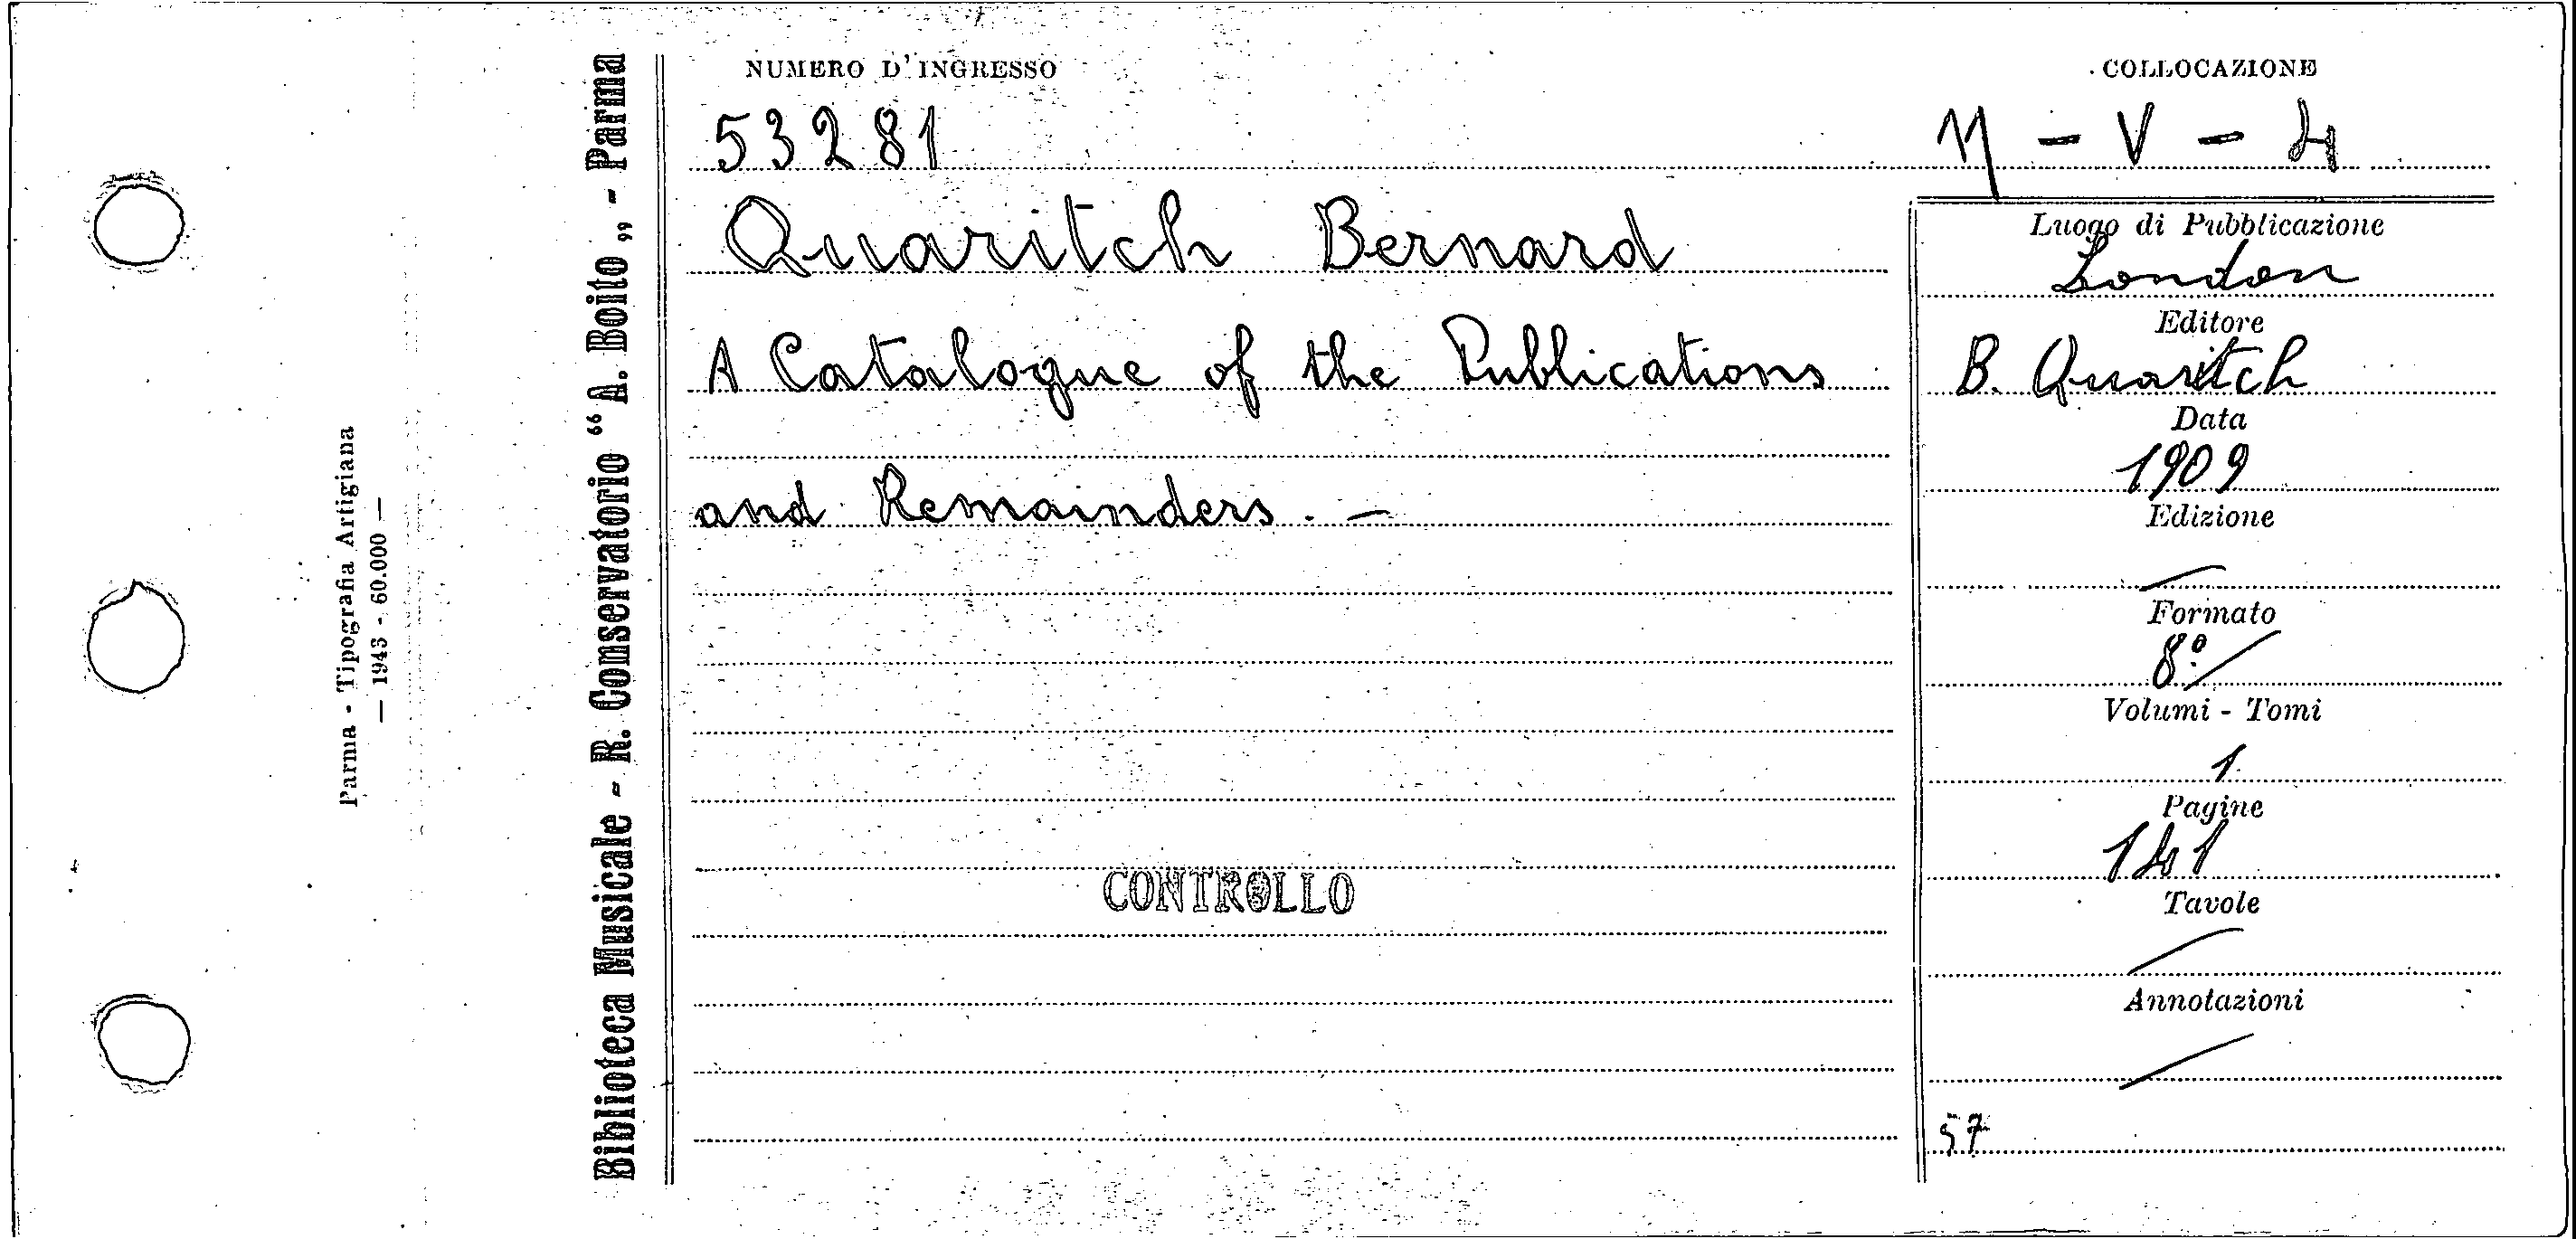 Parma - Tipografia Artigiana
— 1943 - 60.000 —
Biblioteca Musicale - R. Conservatorio “A. Boito„ - Parma
NUMERO D'INGRESSO
53281
COLLOCAZIONE
- V - 4
Quaritch Bernard
A Catalogue of the Publications
and Remainders. —
CONTROLLO
Luogo di Pubblicazione
London
Editore
B. Quaritch
Data
1909
Edizione
Formato
8º
Volumi - Tomi
1
Pagine
141
Tavole
Annotazioni
57